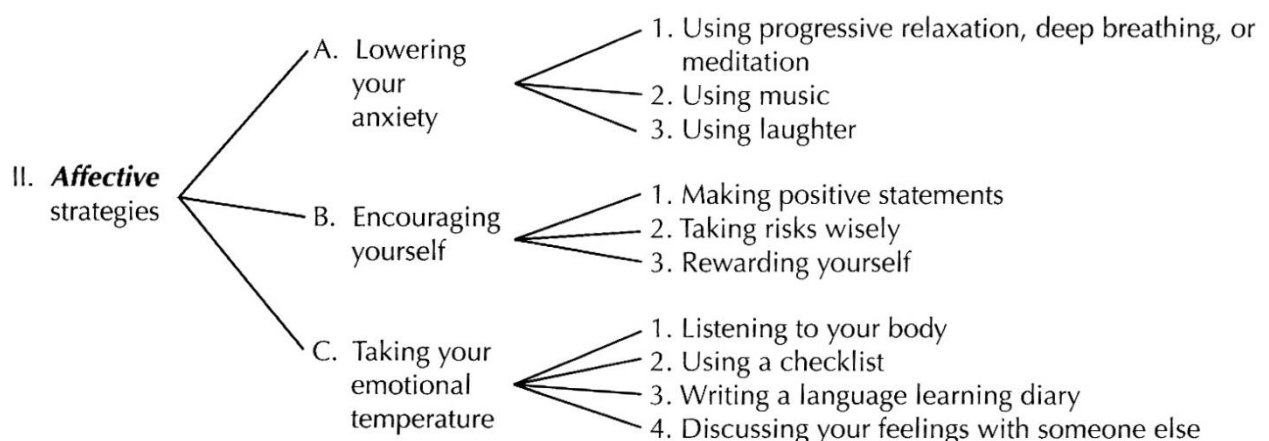 II. Affective
strategies
A. Lowering
your
anxiety
1. Using progressive relaxation, deep breathing, or
meditation
2. Using music
3. Using laughter
B. Encouraging
yourself
1. Making positive statements
2. Taking risks wisely
3. Rewarding yourself
C. Taking your
emotional
temperature
1. Listening to your body
2. Using a checklist
3. Writing a language learning diary
4. Discussing your feelings with someone else